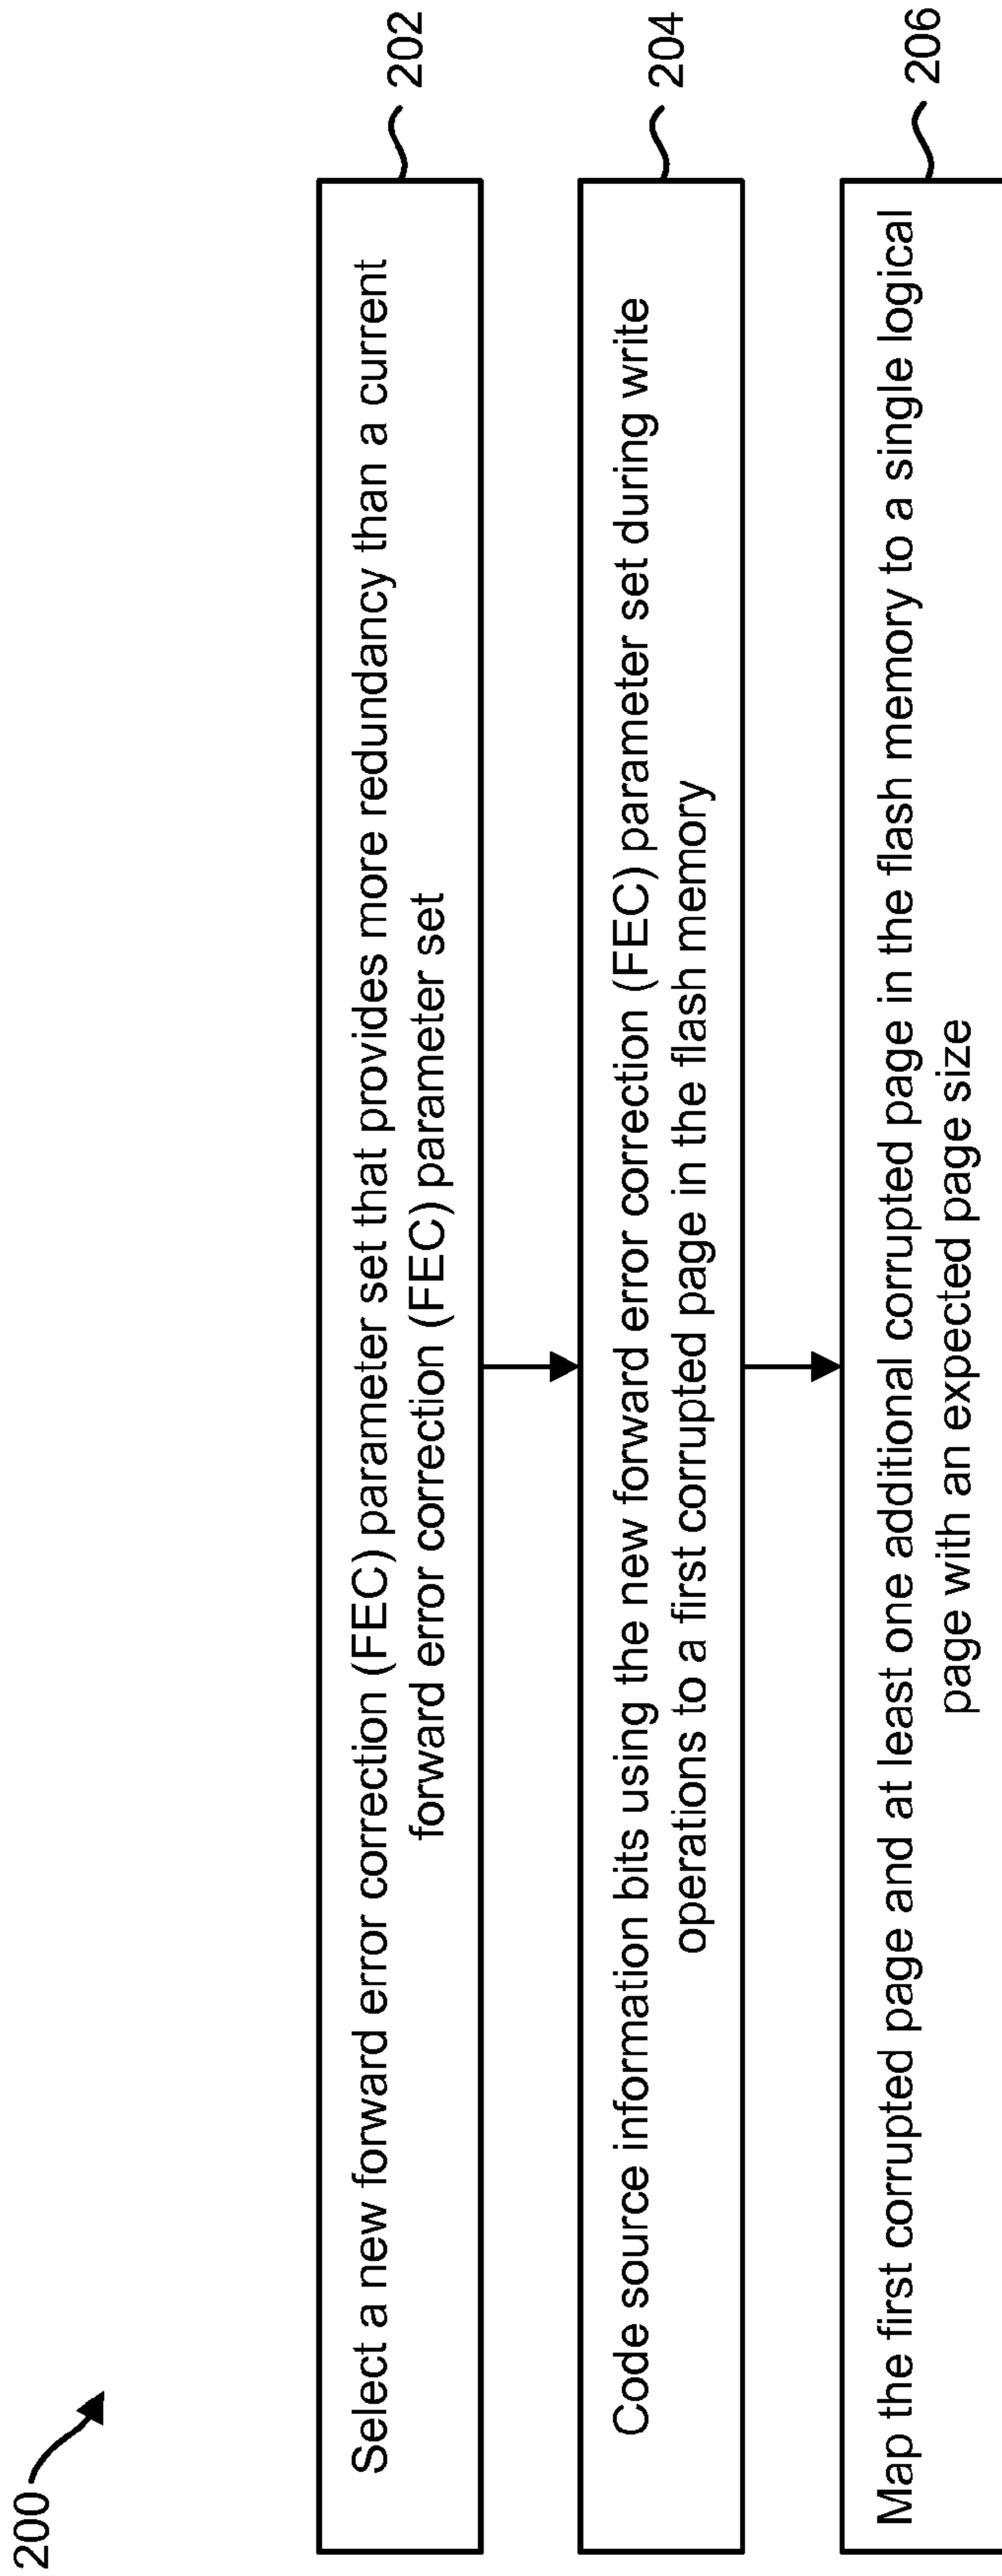 200
Select a new forward error correction (FEC) parameter set that provides more redundancy than a current
forward error correction (FEC) parameter set
202
Code source information bits using the new forward error correction (FEC) parameter set during write
operations to a first corrupted page in the flash memory
204
Map the first corrupted page and at least one additional corrupted page in the flash memory to a single logical
page with an expected page size
206